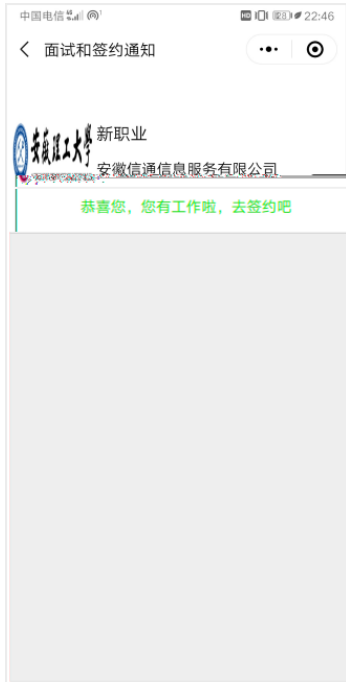 中国电信 22:46
面试和签约通知
安徽理工大学
新职业
安徽信通信息服务有限公司
恭喜您，您有工作啦，去签约吧